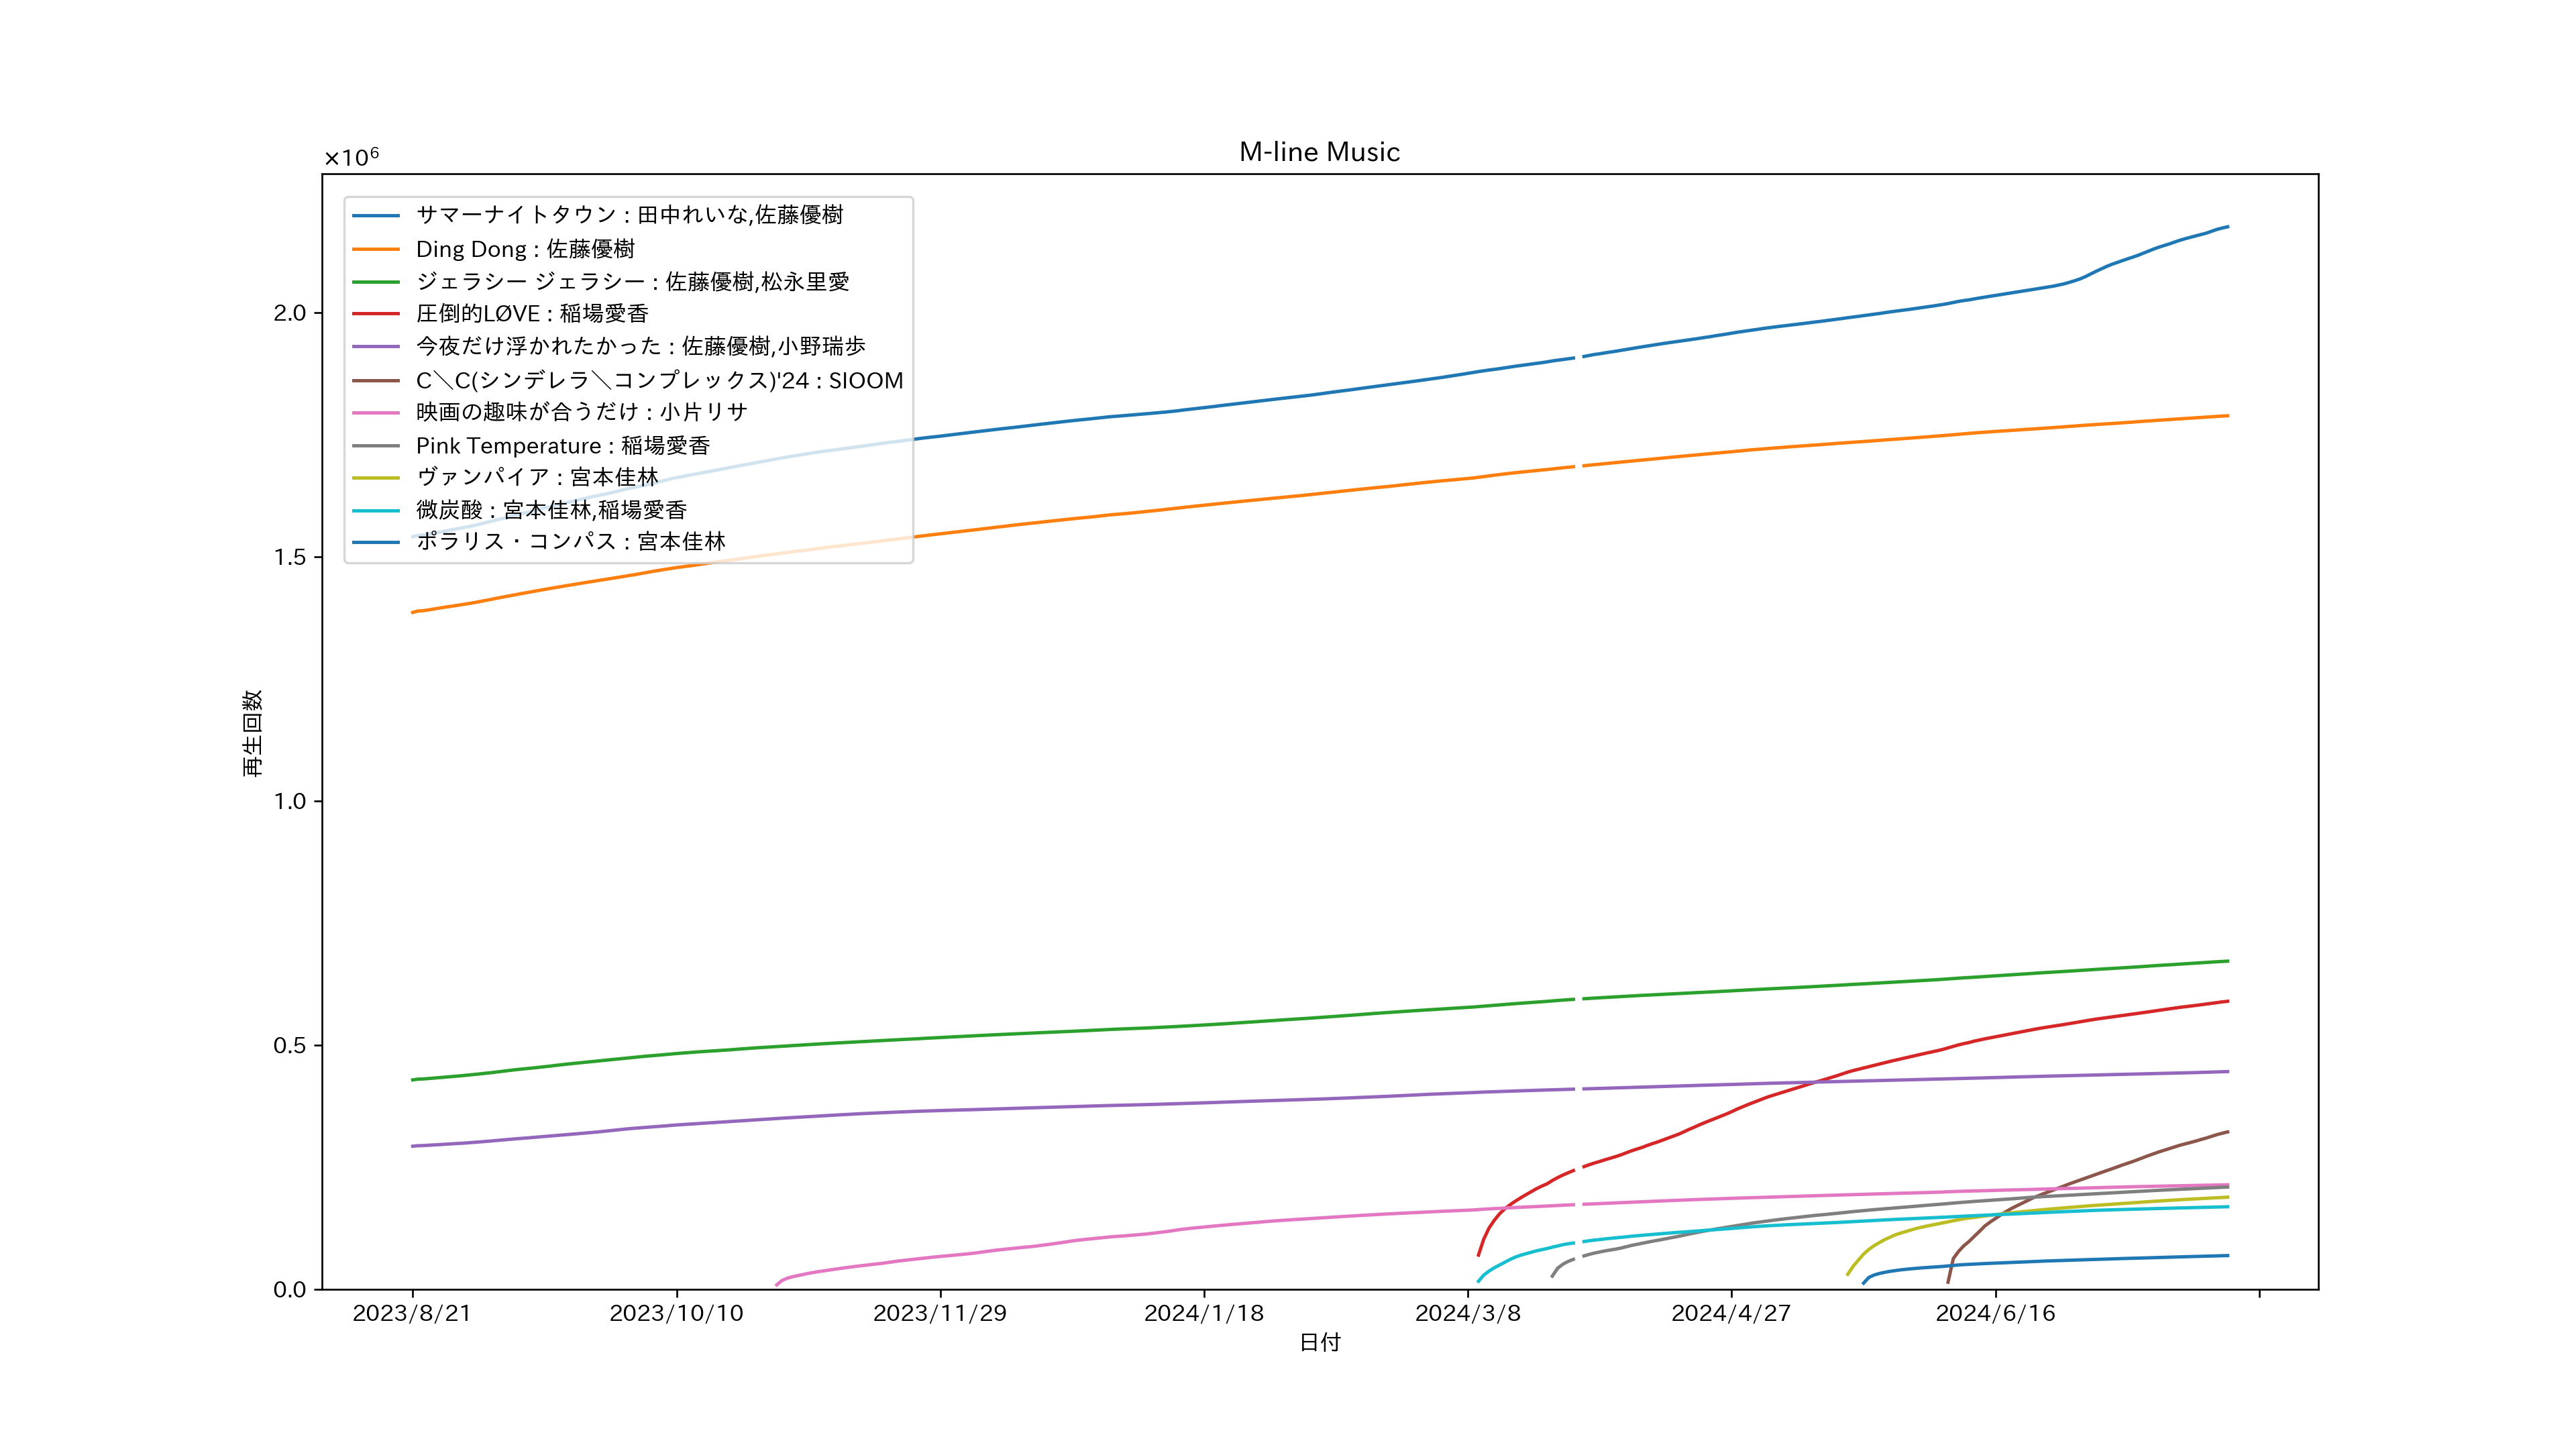 M-line Music
×10⁶
サマーナイトタウン : 田中れいな,佐藤優樹
Ding Dong : 佐藤優樹
ジェラシー ジェラシー : 佐藤優樹,松永里愛
圧倒的LØVE : 稲場愛香
今夜だけ浮かれたかった : 佐藤優樹,小野瑞歩
C＼C(シンデレラ＼コンプレックス)'24 : SIOOM
映画の趣味が合うだけ : 小片リサ
Pink Temperature : 稲場愛香
ヴァンパイア : 宮本佳林
微炭酸 : 宮本佳林,稲場愛香
ポラリス・コンパス : 宮本佳林
2.0
1.5
1.0
0.5
0.0
再生回数
2023/8/21 2023/10/10 2023/11/29 2024/1/18 2024/3/8 2024/4/27 2024/6/16
日付